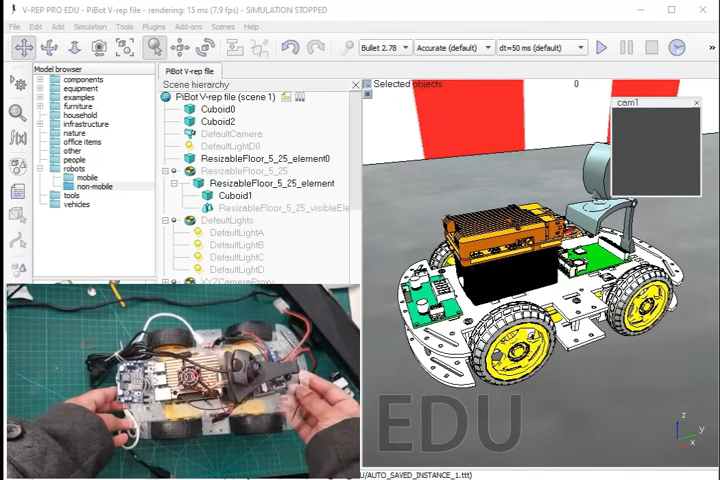 V-REP PRO EDU - PiBot V-rep file - rendering: 13 ms (7.9 fps) - SIMULATION STOPPED
File Edit Add Simulation Tools Plugins Add-ons Scenes Help
Bullet 2.78 Accurate (default) dt=50 ms (default)
Model browser
components
equipment
examples
furniture
household
infrastructure
nature
office items
other
people
robots
mobile
non-mobile
tools
vehicles
PiBot V-rep file
Scene hierarchy
PiBot V-rep file (scene 1)
Cuboid0
Cuboid2
DefaultCamera
DefaultLight0
ResizableFloor_5_25_element0
ResizableFloor_5_25
ResizableFloor_5_25_element
Cuboid1
ResizableFloor_5_25_visibleEle
DefaultLights
DefaultLightA
DefaultLightB
DefaultLightC
DefaultLightD
XYZCameraProxy
Selected objects: 0
cam1
EDU
z
y
x
U/AUTO_SAVED_INSTANCE_1.ttt)